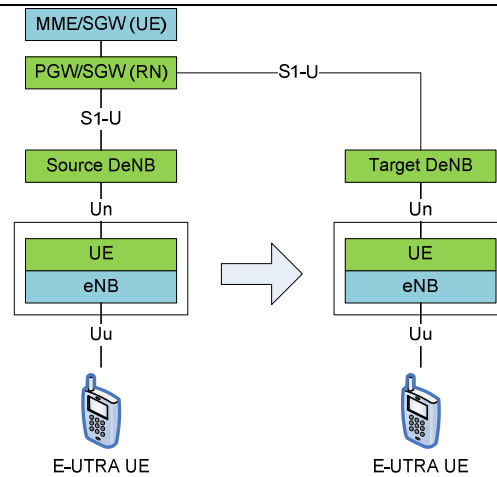 MME/SGW (UE)
PGW/SGW (RN)
S1-U
S1-U
Source DeNB
Target DeNB
Un
Un
UE
UE
eNB
eNB
Uu
Uu
E-UTRA UE
E-UTRA UE